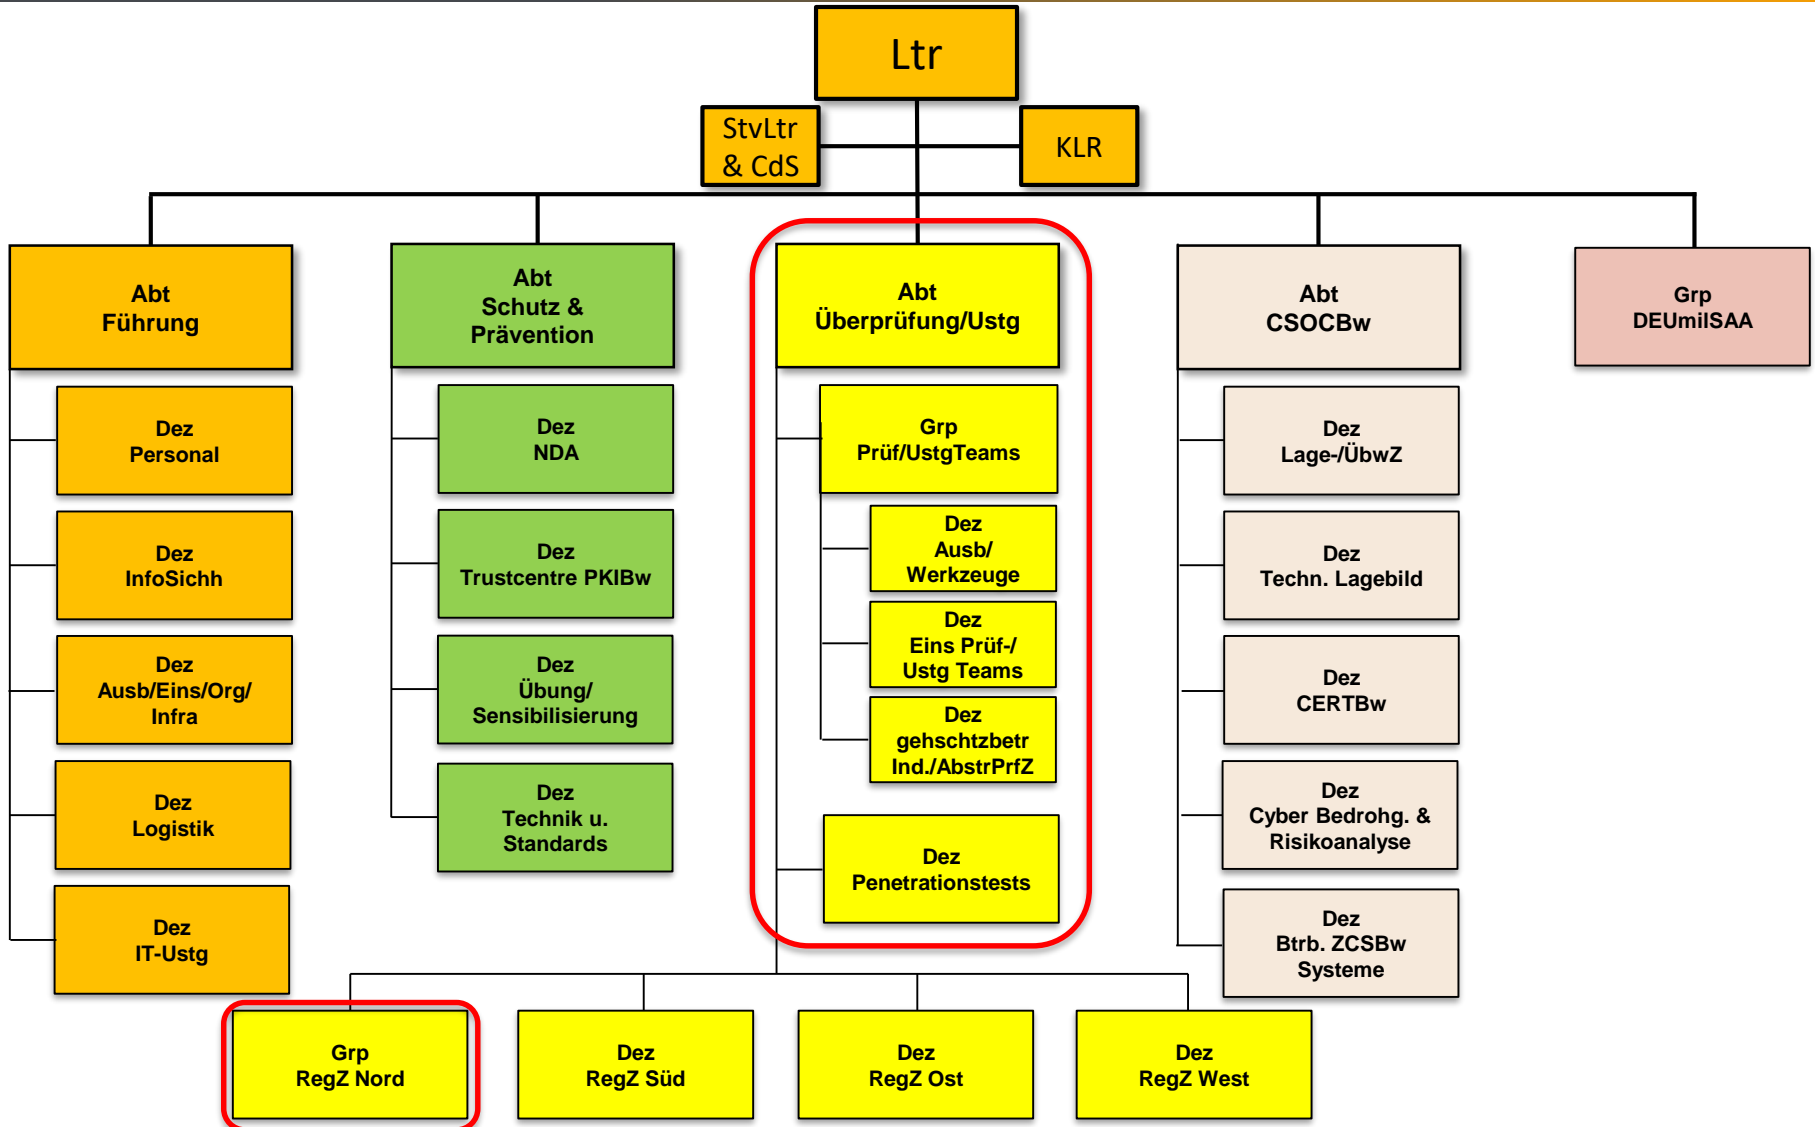 Ltr
StvLtr
& CdS
KLR
Abt
Führung
Dez
Personal
Dez
InfoSichh
Dez
Ausb/Eins/Org/
Infra
Dez
Logistik
Dez
IT-Ustg
Abt
Schutz &
Prävention
Dez
NDA
Dez
Trustcentre PKIBw
Dez
Übung/
Sensibilisierung
Dez
Technik u.
Standards
Abt
Überprüfung/Ustg
Grp
Prüf/UstgTeams
Dez
Ausb/
Werkzeuge
Dez
Eins Prüf-/
Ustg Teams
Dez
gehschtzbetr
Ind./AbstrPrfZ
Dez
Penetrationstests
Abt
CSOCBw
Dez
Lage-/ÜbwZ
Dez
Techn. Lagebild
Dez
CERTBw
Dez
Cyber Bedrohg. &
Risikoanalyse
Dez
Btrb. ZCSBw
Systeme
Grp
DEUmilSAA
Grp
RegZ Nord
Dez
RegZ Süd
Dez
RegZ Ost
Dez
RegZ West